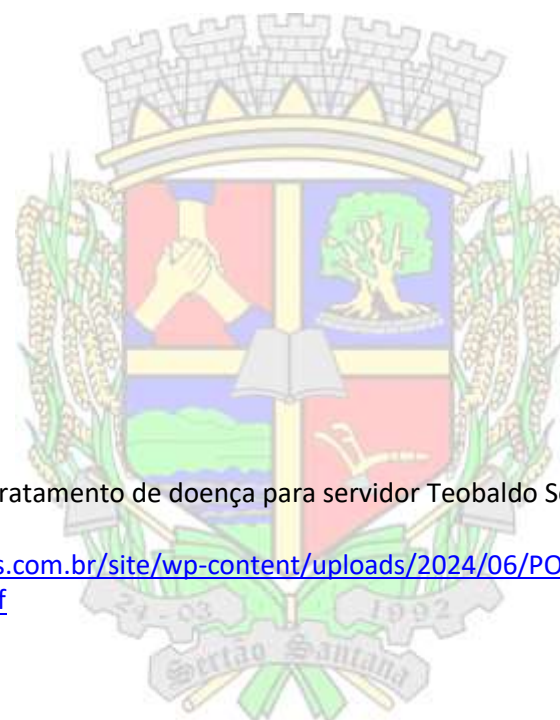 ratamento de doença para servidor Teobaldo S
s.com.br/site/wp-content/uploads/2024/06/PO
f
24 - 03 1992
Sertão Santana